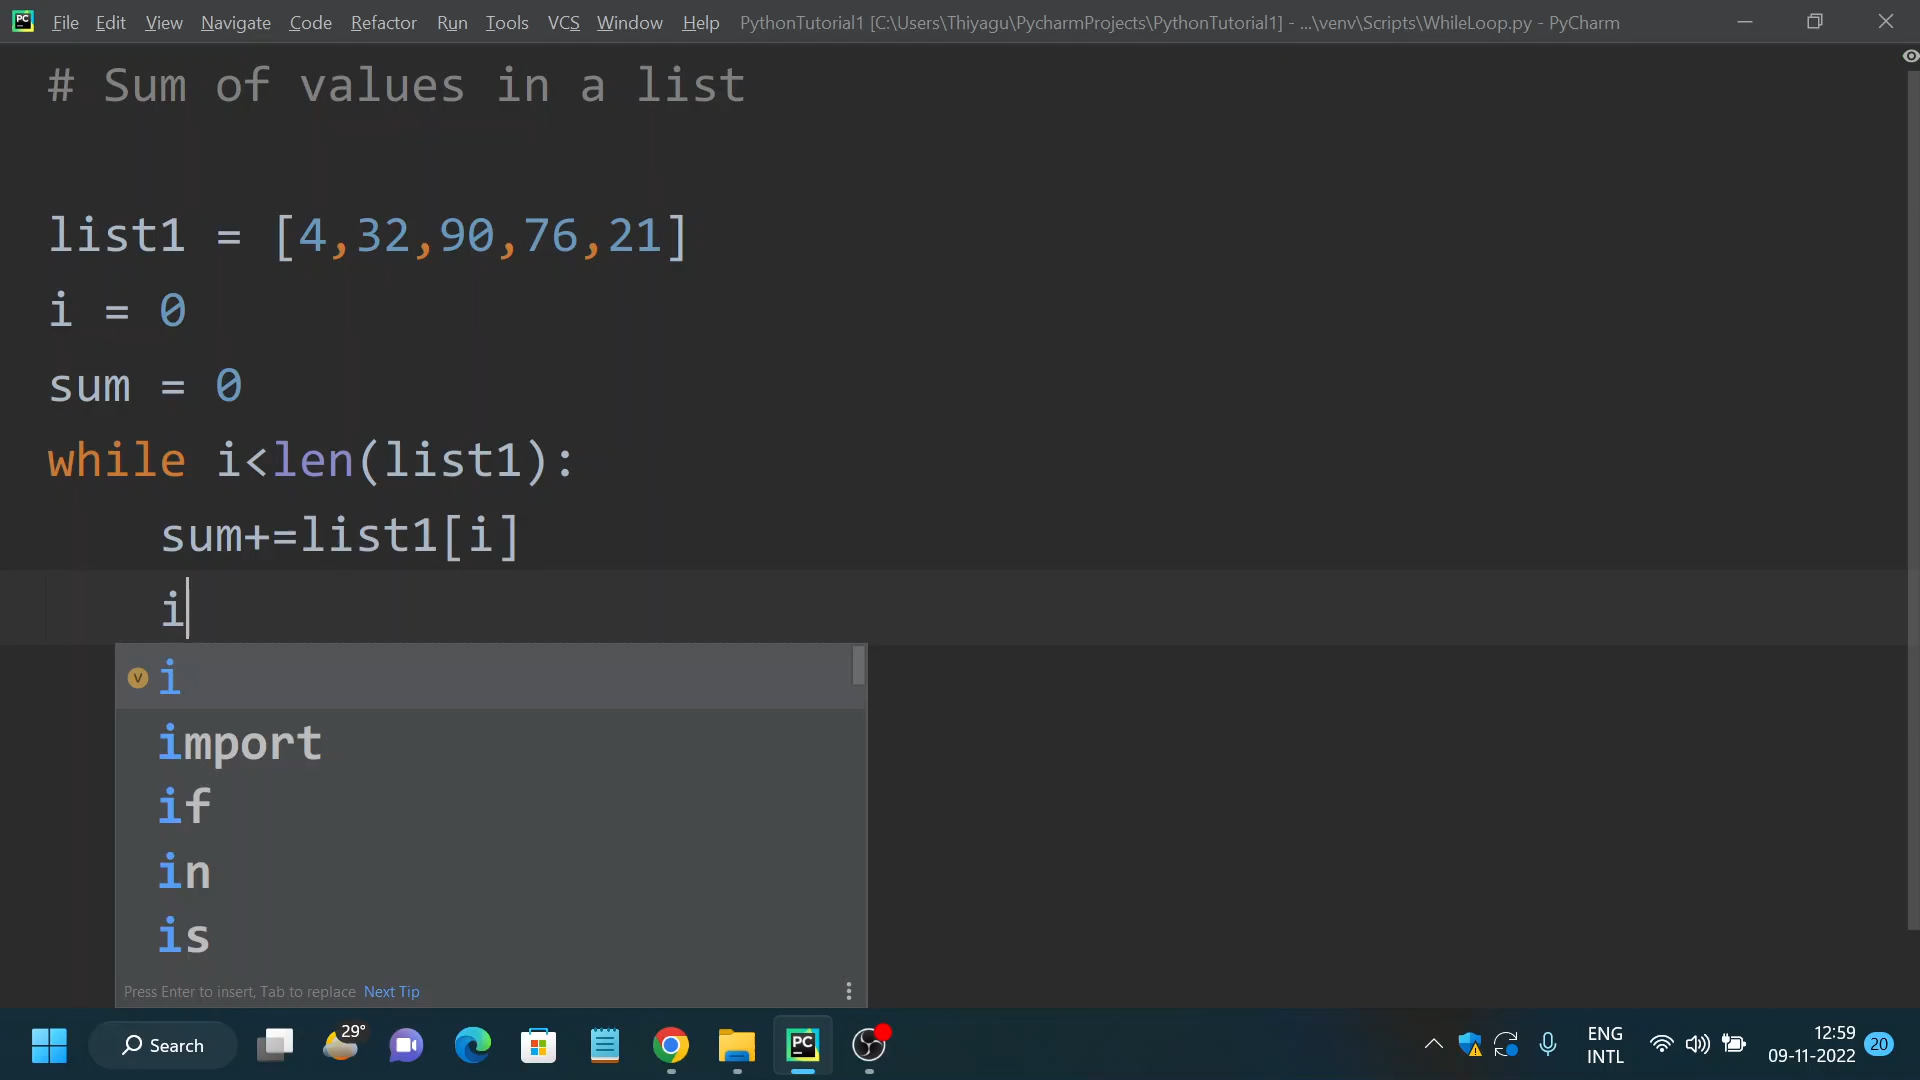 File Edit View Navigate Code Refactor Run Tools VCS Window Help PythonTutorial1 [C:\Users\Thiyagu\PycharmProjects\PythonTutorial1] - ...\venv\Scripts\WhileLoop.py - PyCharm
# Sum of values in a list
list1 = [4,32,90,76,21]
i = 0
sum = 0
while i<len(list1):
sum+=list1[i]
i
v i
import
if
in
is
Press Enter to insert, Tab to replace Next Tip
Search 29° PC ENG INTL 12:59 09-11-2022 20